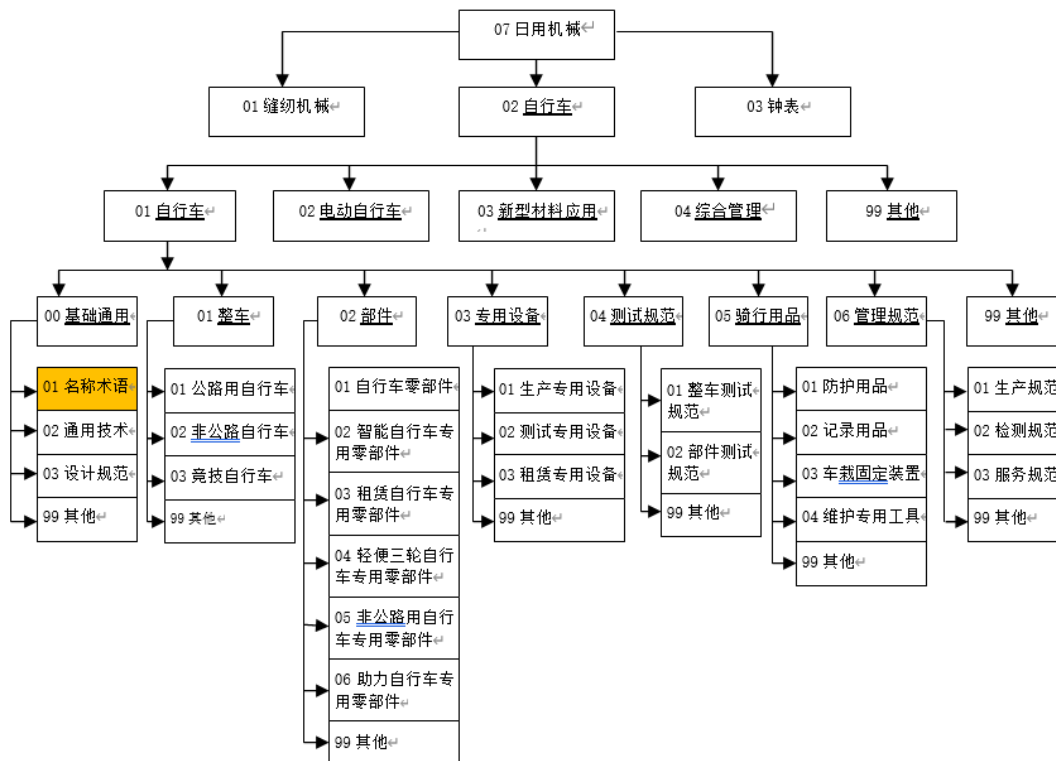 07 日用机械
01 缝纫机械
02 自行车
03 钟表
01 自行车
02 电动自行车
03 新型材料应用
04 综合管理
99 其他
00 基础通用
01 整车
02 部件
03 专用设备
04 测试规范
05 骑行用品
06 管理规范
99 其他
01 名称术语
02 通用技术
03 设计规范
99 其他
01 公路用自行车
02 非公路自行车
03 竞技自行车
99 其他
01 自行车零部件
02 智能自行车专
用零部件
03 租赁自行车专
用零部件
04 轻便三轮自行
车专用零部件
05 非公路用自行
车专用零部件
06 助力自行车专
用零部件
99 其他
01 生产专用设备
02 测试专用设备
03 租赁专用设备
99 其他
01 整车测试
规范
02 部件测试
规范
99 其他
01 防护用品
02 记录用品
03 车栽固定装置
04 维护专用工具
99 其他
01 生产规范
02 检测规范
03 服务规范
99 其他